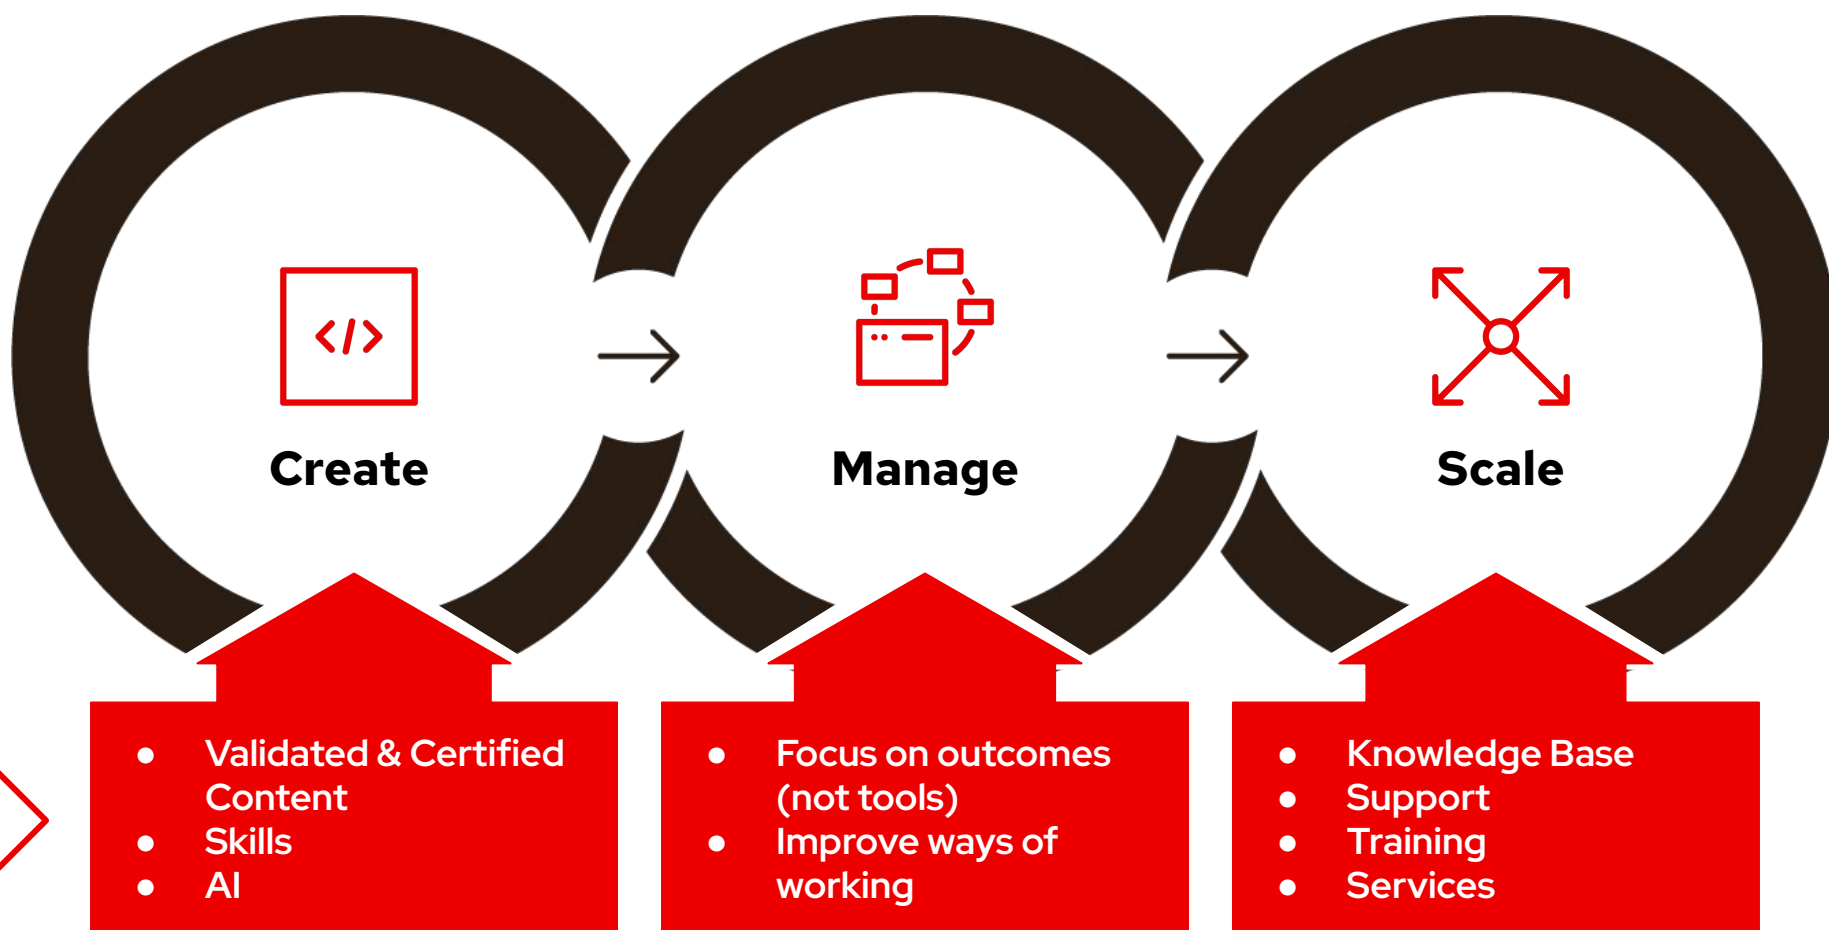 </>
Create
Manage
Scale
● Validated & Certified
Content
● Skills
● AI
● Focus on outcomes
(not tools)
● Improve ways of
working
● Knowledge Base
● Support
● Training
● Services